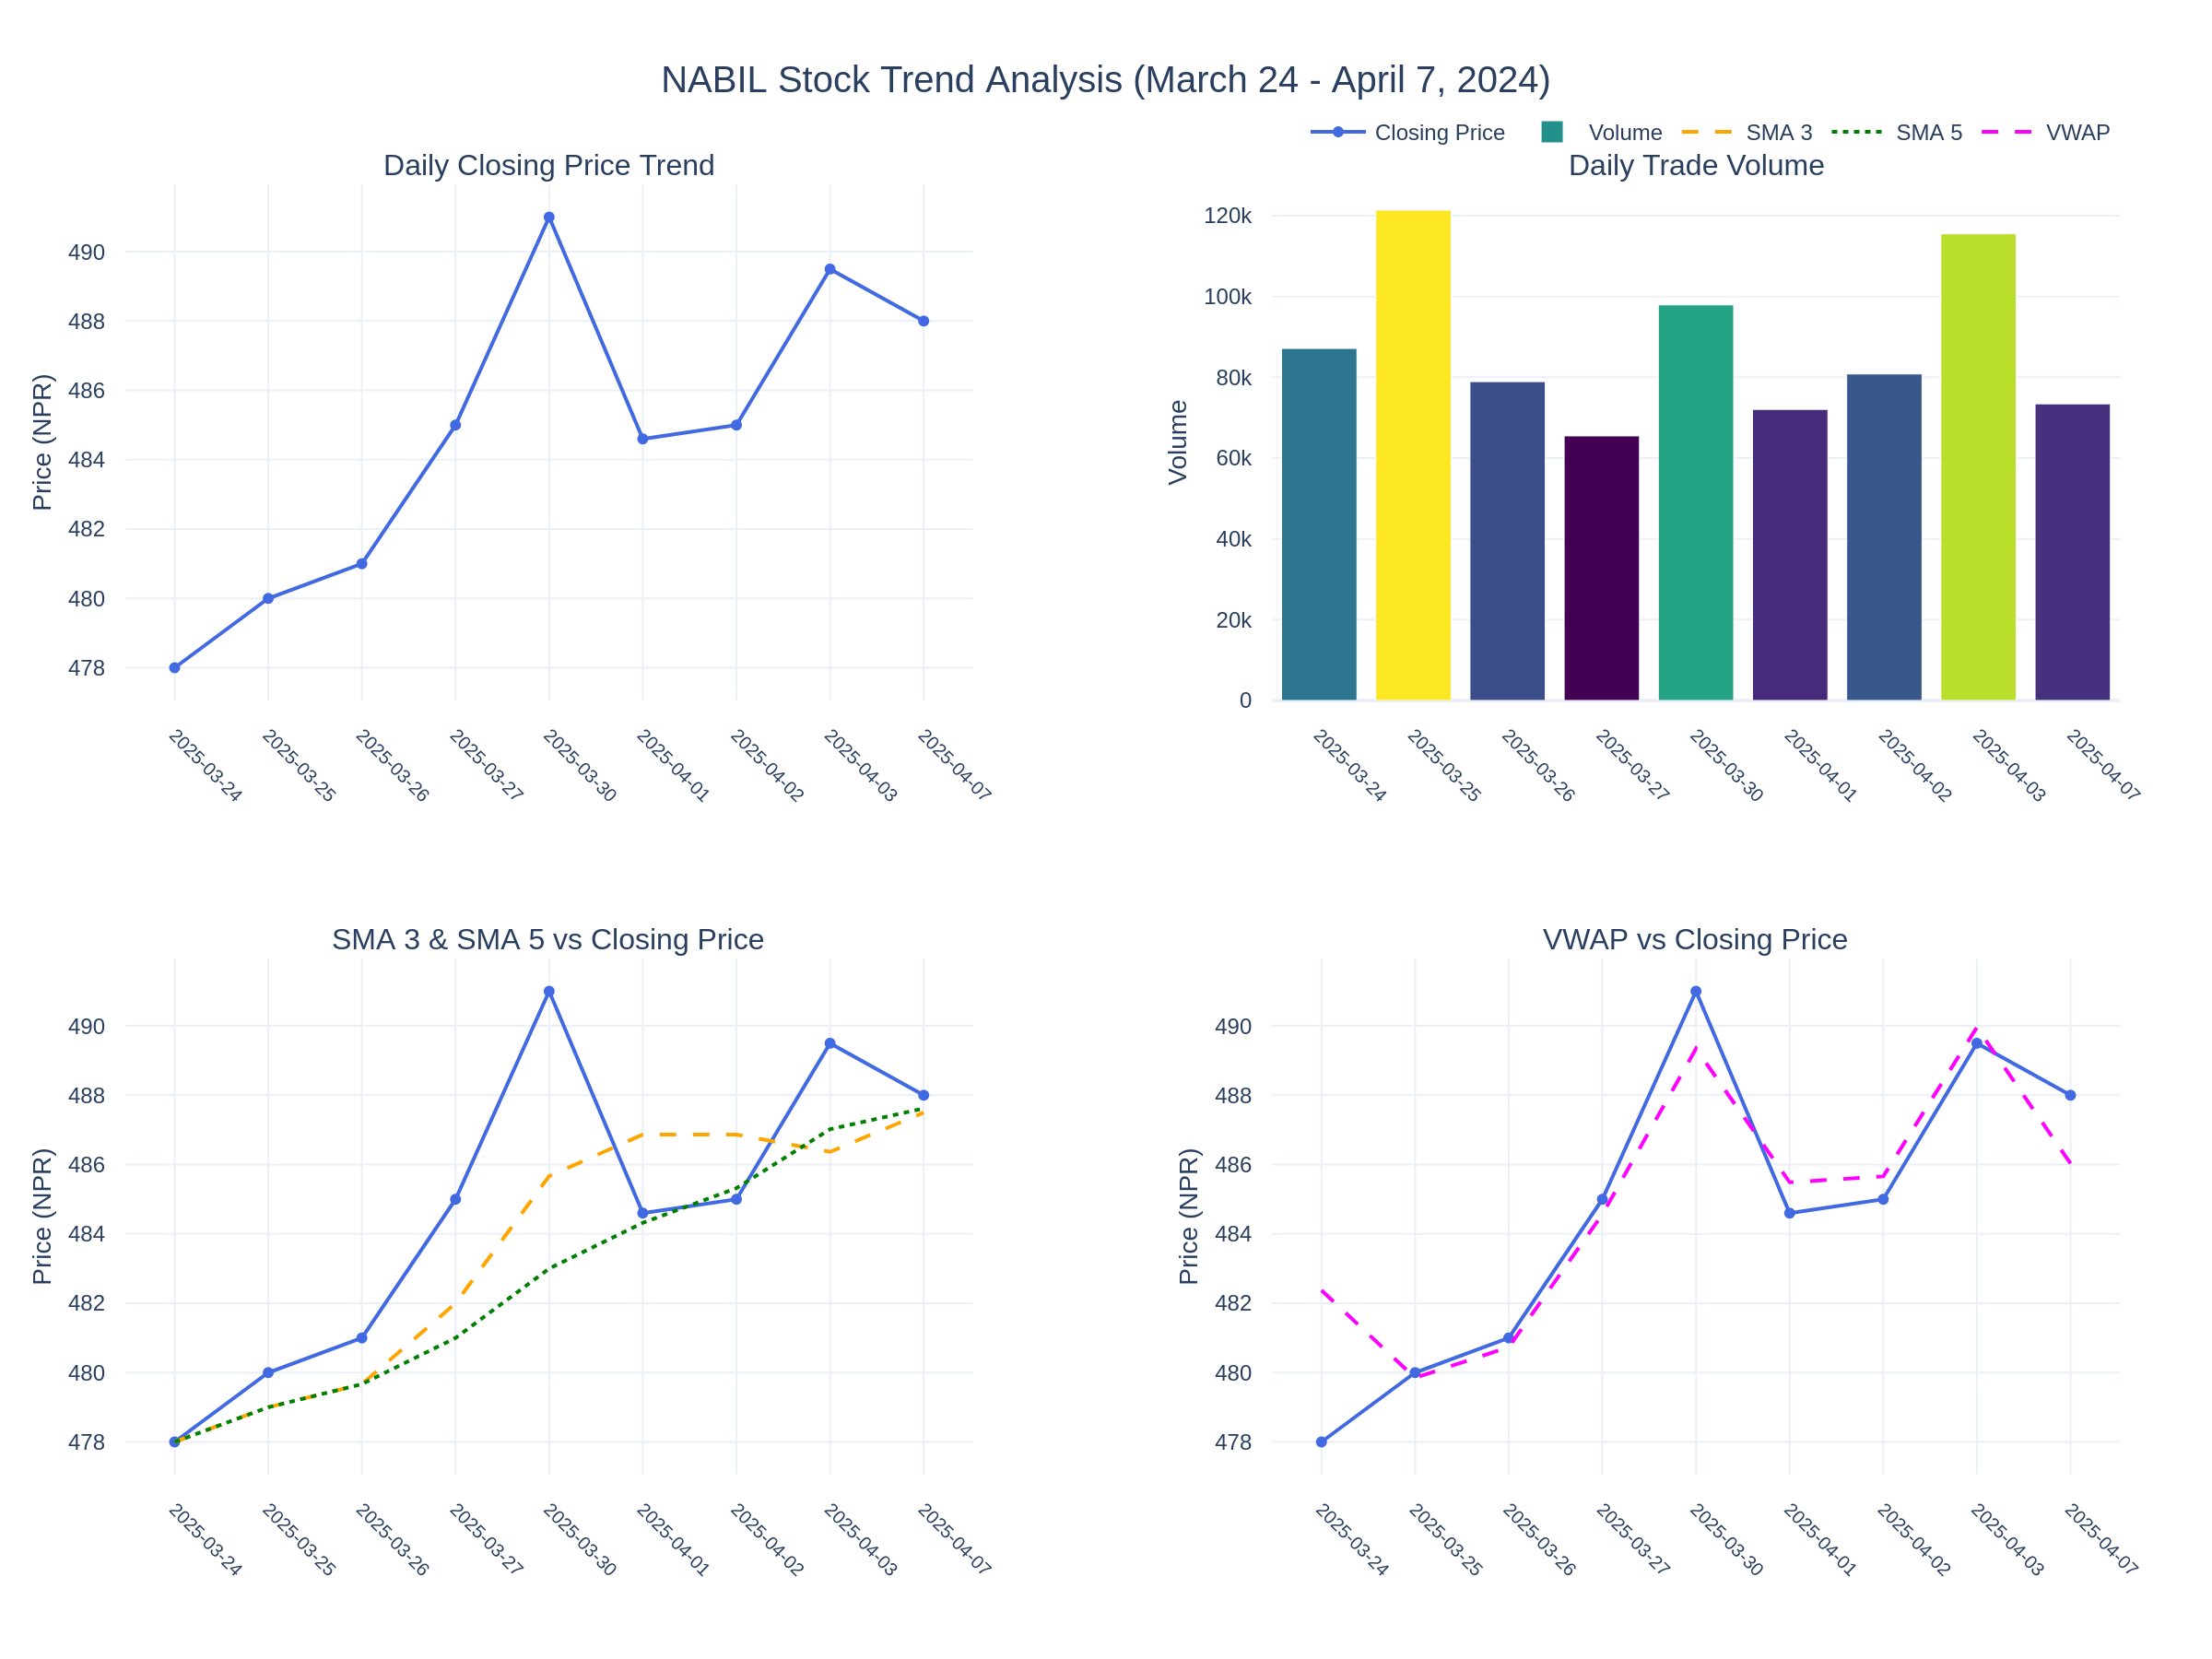 NABIL Stock Trend Analysis (March 24 - April 7, 2024)
Closing Price Volume SMA 3 SMA 5 VWAP
Daily Closing Price Trend
Price (NPR)
490
488
486
484
482
480
478
2025-03-24 2025-03-25 2025-03-26 2025-03-27 2025-03-30 2025-04-01 2025-04-02 2025-04-03 2025-04-07
Daily Trade Volume
Volume
120k
100k
80k
60k
40k
20k
0
2025-03-24 2025-03-25 2025-03-26 2025-03-27 2025-03-30 2025-04-01 2025-04-02 2025-04-03 2025-04-07
SMA 3 & SMA 5 vs Closing Price
Price (NPR)
490
488
486
484
482
480
478
2025-03-24 2025-03-25 2025-03-26 2025-03-27 2025-03-30 2025-04-01 2025-04-02 2025-04-03 2025-04-07
VWAP vs Closing Price
Price (NPR)
490
488
486
484
482
480
478
2025-03-24 2025-03-25 2025-03-26 2025-03-27 2025-03-30 2025-04-01 2025-04-02 2025-04-03 2025-04-07